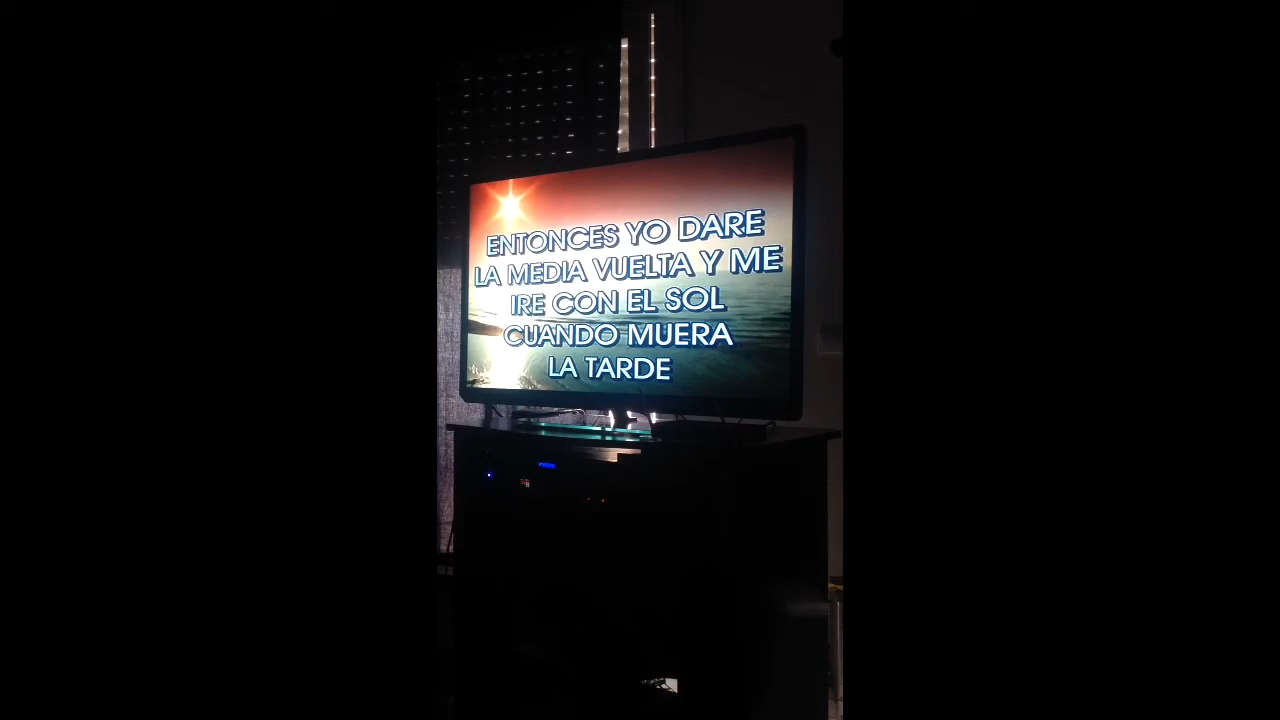 ENTONCES YO DARE
LA MEDIA VUELTA Y ME
IRE CON EL SOL
CUANDO MUERA
LA TARDE